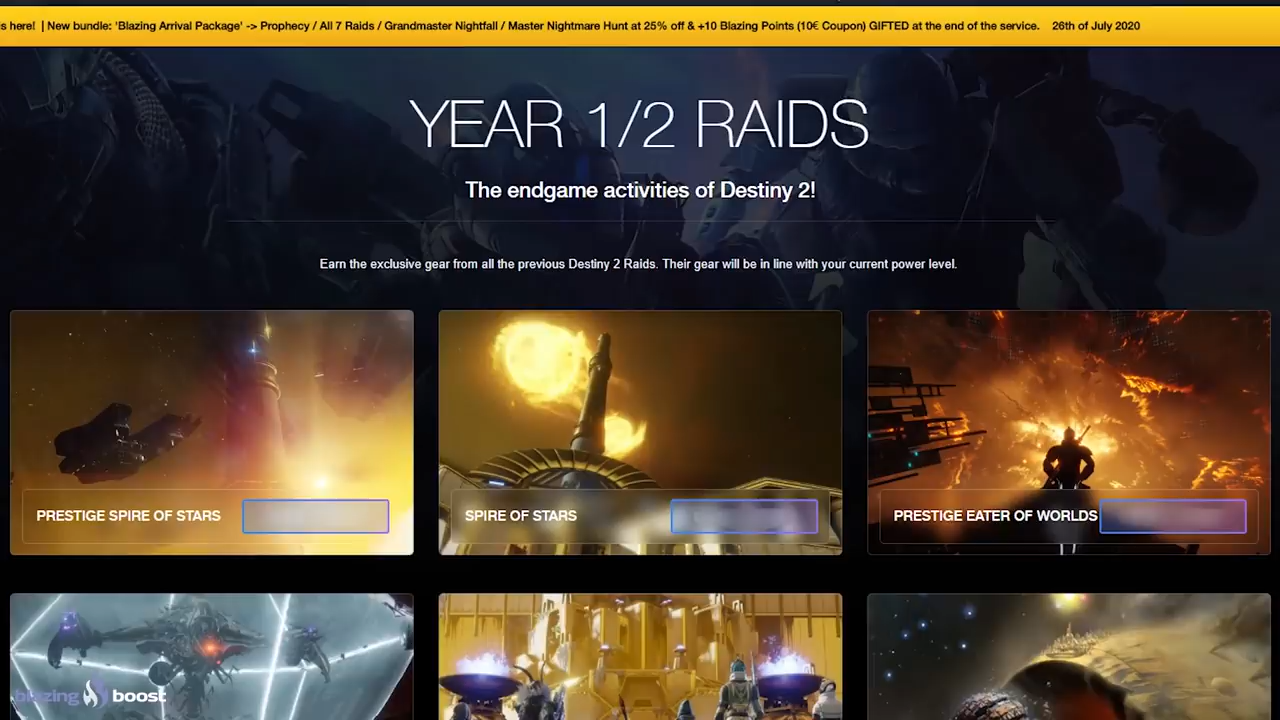 s here! | New bundle: 'Blazing Arrival Package' -> Prophecy / All 7 Raids / Grandmaster Nightfall / Master Nightmare Hunt at 25% off & +10 Blazing Points (10€ Coupon) GIFTED at the end of the service. 26th of July 2020
YEAR 1/2 RAIDS
The endgame activities of Destiny 2!
Earn the exclusive gear from all the previous Destiny 2 Raids. Their gear will be in line with your current power level.
PRESTIGE SPIRE OF STARS
SPIRE OF STARS
PRESTIGE EATER OF WORLDS
blazing boost